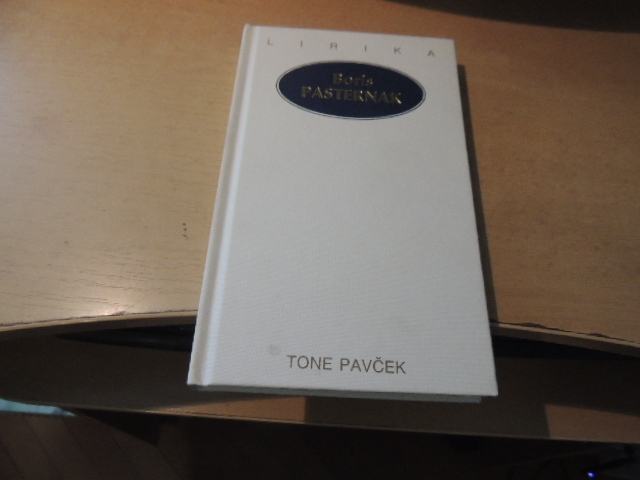 LIRIKA
Boris
PASTERNAK
TONE PAVČEK